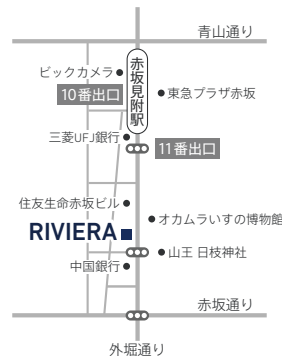 青山通り
ビックカメラ
赤坂見附駅
10番出口
東急プラザ赤坂
三菱UFJ銀行
11番出口
住友生命赤坂ビル
オカムラいすの博物館
RIVIERA
山王 日枝神社
中国銀行
赤坂通り
外堀通り